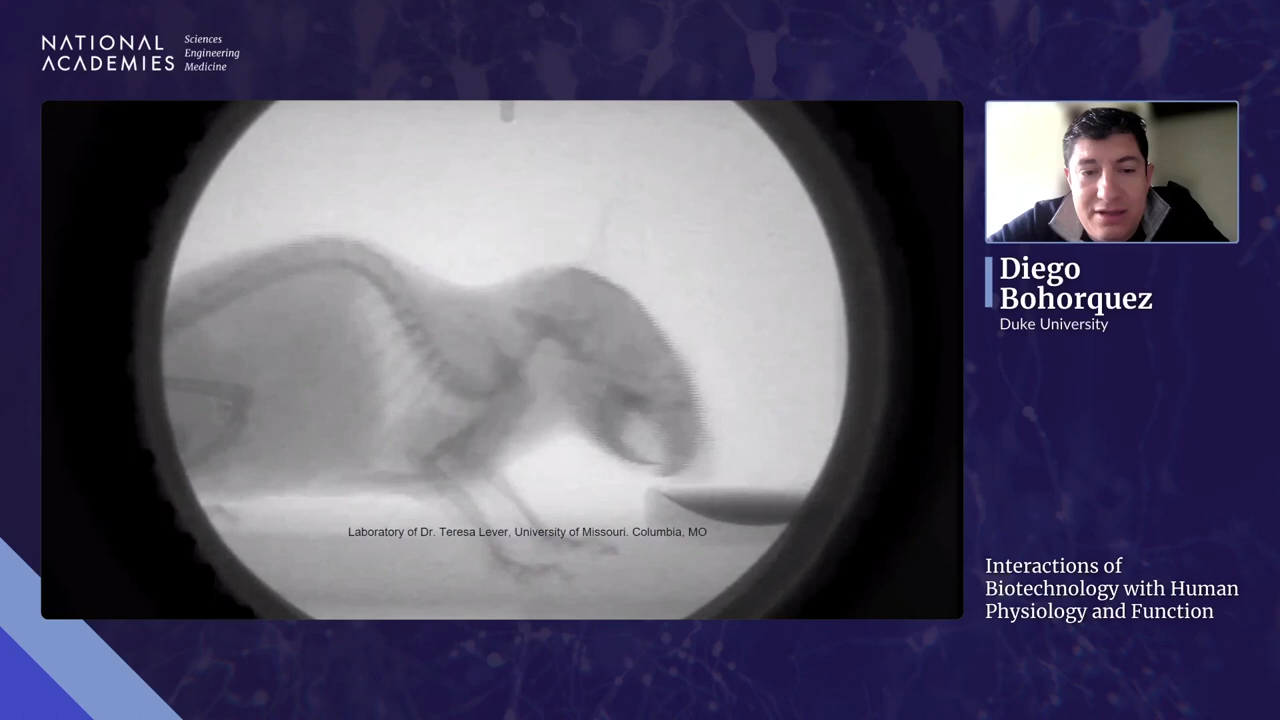 NATIONAL
ACADEMIES
Sciences
Engineering
Medicine
Laboratory of Dr. Teresa Lever, University of Missouri. Columbia, MO
Diego
Bohorquez
Duke University
Interactions of
Biotechnology with Human
Physiology and Function